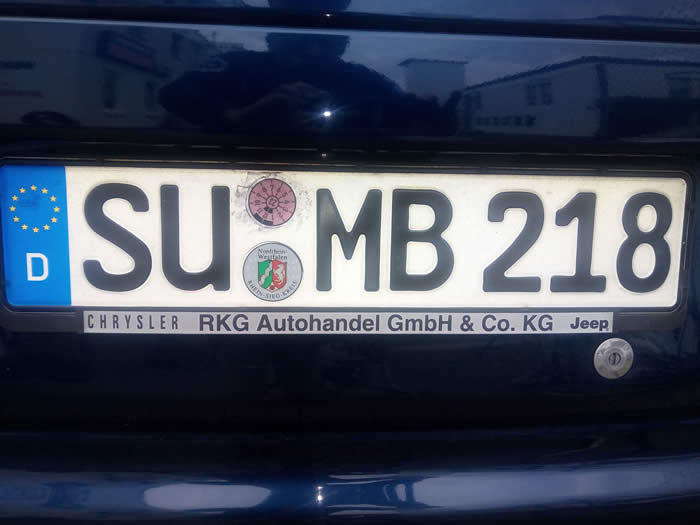 D SU MB 218
Nordrhein-
Westfalen
RHEIN-SIEG-KREIS
CHRYSLER RKG Autohandel GmbH & Co. KG Jeep